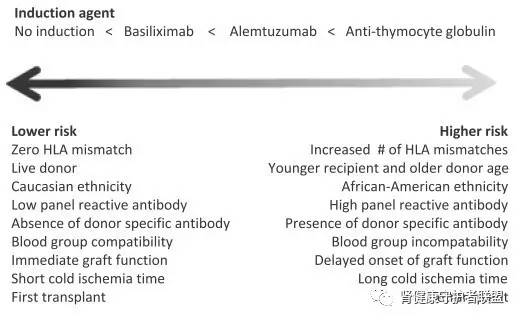 Induction agent
No induction < Basiliximab < Alemtuzumab < Anti-thymocyte globulin
Lower risk Higher risk
Zero HLA mismatch Increased # of HLA mismatches
Live donor Younger recipient and older donor age
Caucasian ethnicity African-American ethnicity
Low panel reactive antibody High panel reactive antibody
Absence of donor specific antibody Presence of donor specific antibody
Blood group compatibility Blood group incompatability
Immediate graft function Delayed onset of graft function
Short cold ischemia time Long cold ischemia time
First transplant
肾健康守护者联盟